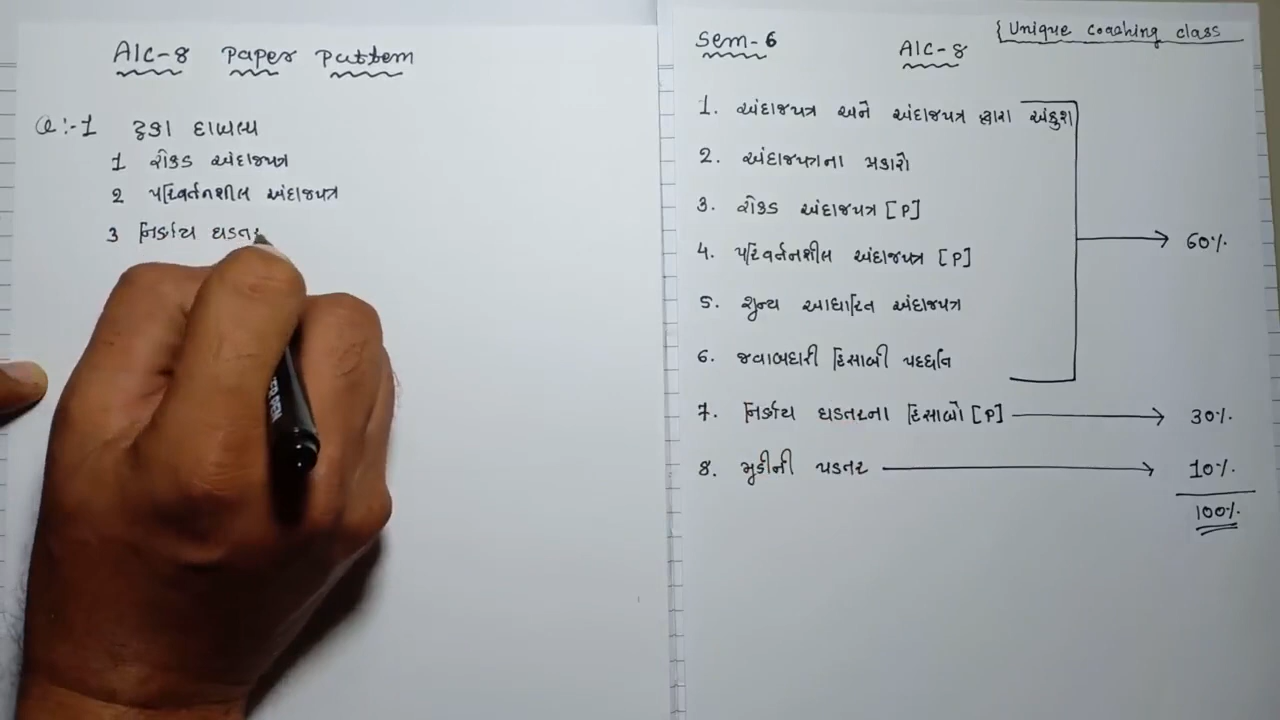 A/C-8 Paper Pattern
Q:-1 ટુંકા દાખલા
1 રોકડ અંદાજપત્ર
2 પરિવર્તનશીલ અંદાજપત્ર
3 નિર્ણય ઘડતર
{Unique coaching class
Sem-6
A/C-8
1. અંદાજપત્ર અને અંદાજપત્ર દ્વારા અંકુશ
2. અંદાજપત્રના પ્રકારો
3. રોકડ અંદાજપત્ર [P]
4. પરિવર્તનશીલ અંદાજપત્ર [P]
60%.
5. શૂન્ય આધારિત અંદાજપત્ર
6. જવાબદારી હિસાબી પદ્ધતિ
7. નિર્ણય ઘડતરના હિસાબો [P] 30%.
8. મુડીની પડતર 10%.
100%.